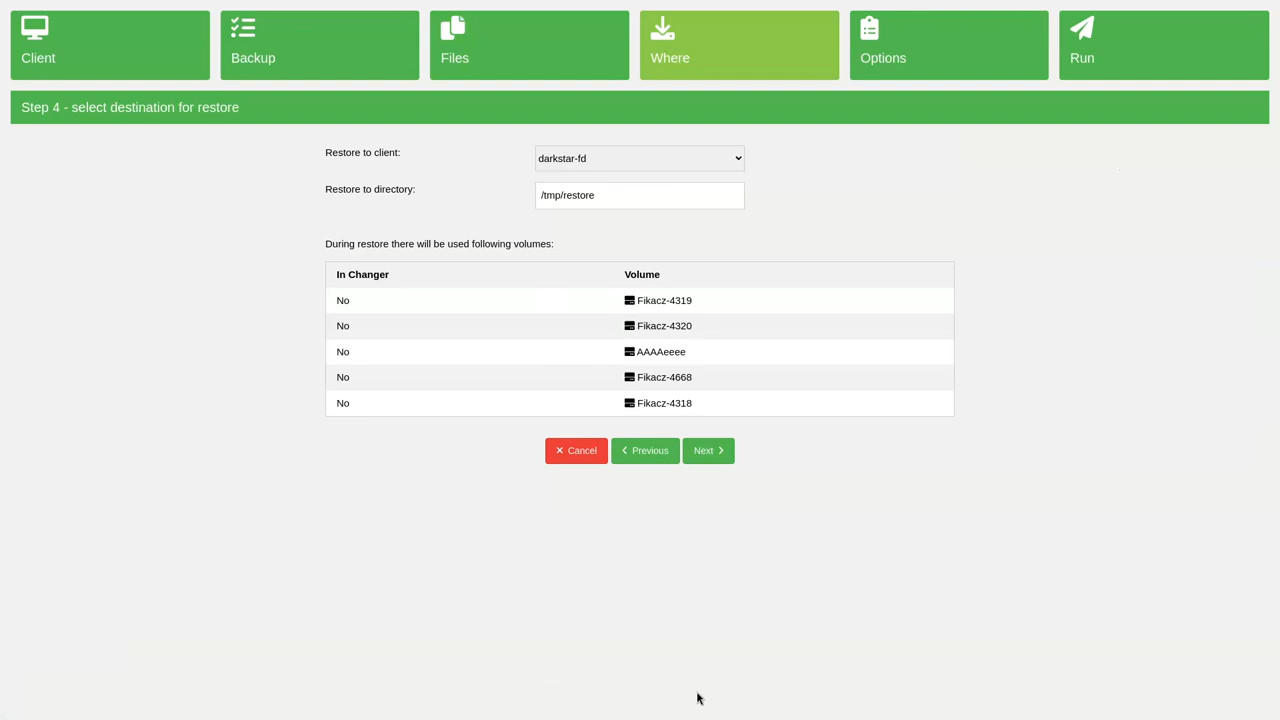 Client
Backup
Files
Where
Options
Run
Step 4 - select destination for restore
Restore to client:
darkstar-fd
Restore to directory:
/tmp/restore
During restore there will be used following volumes:
In Changer Volume
No Fikacz-4319
No Fikacz-4320
No AAAAeeee
No Fikacz-4668
No Fikacz-4318
Cancel Previous Next